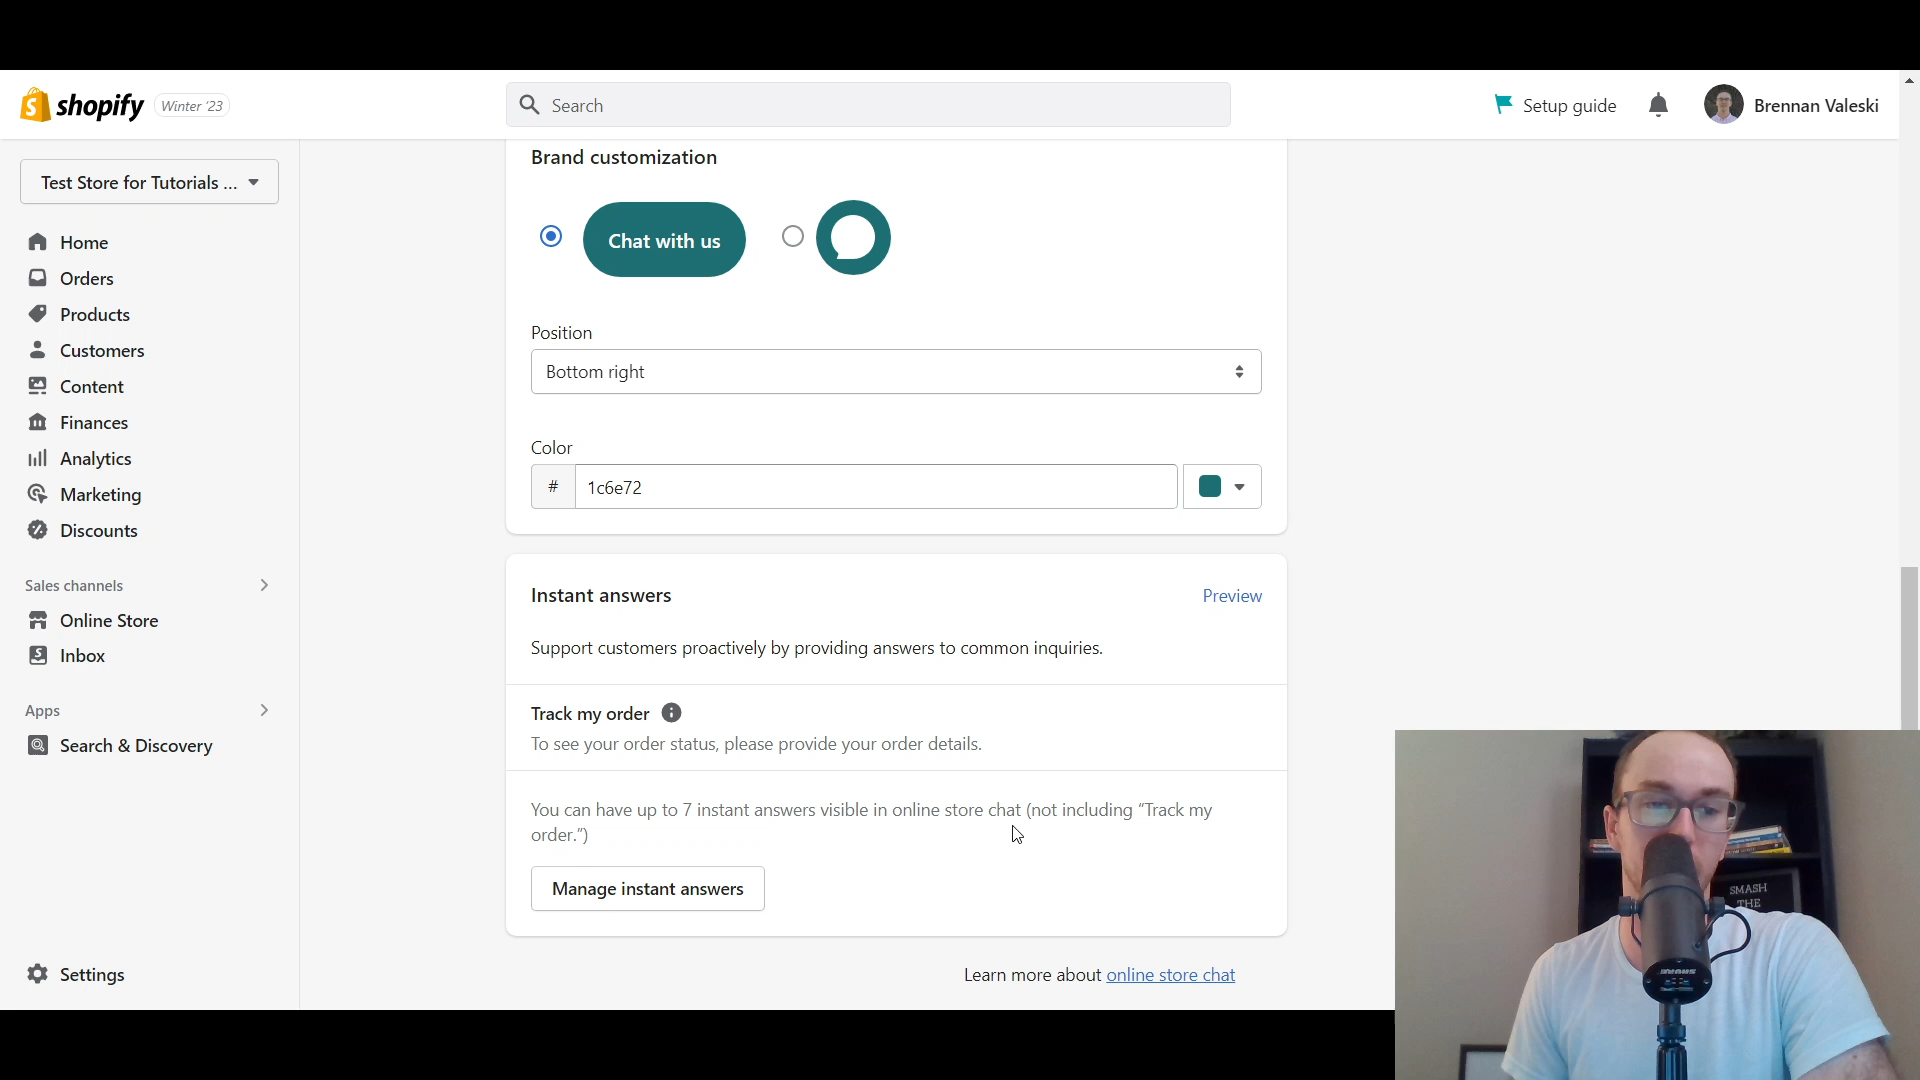 shopify
Winter '23
Search
Setup guide
Brennan Valeski
Test Store for Tutorials ...
Home
Orders
Products
Customers
Content
Finances
Analytics
Marketing
Discounts
Sales channels
Online Store
Inbox
Apps
Search & Discovery
Settings
Brand customization
Chat with us
Position
Bottom right
Color
#
1c6e72
Instant answers
Preview
Support customers proactively by providing answers to common inquiries.
Track my order
To see your order status, please provide your order details.
You can have up to 7 instant answers visible in online store chat (not including “Track my
order.”)
Manage instant answers
Learn more about online store chat
SMASH
THE